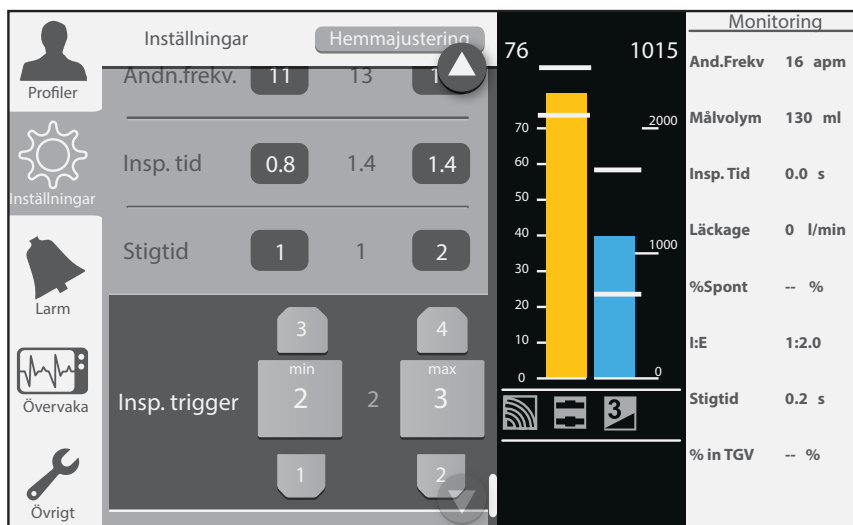 Profiler
Inställningar
Larm
Övervaka
Övrigt
Inställningar
Hemmajustering
Andn.frekv. 11 13
Insp. tid 0.8 1.4 1.4
Stigtid 1 1 2
3 4
min max
Insp. trigger 2 2 3
1 2
76 1015
70
60
50
40
30
20
10
0
2000
1000
0
3
Monitoring
And.Frekv 16 apm
Målvolym 130 ml
Insp. Tid 0.0 s
Läckage 0 l/min
%Spont -- %
I:E 1:2.0
Stigtid 0.2 s
% in TGV -- %